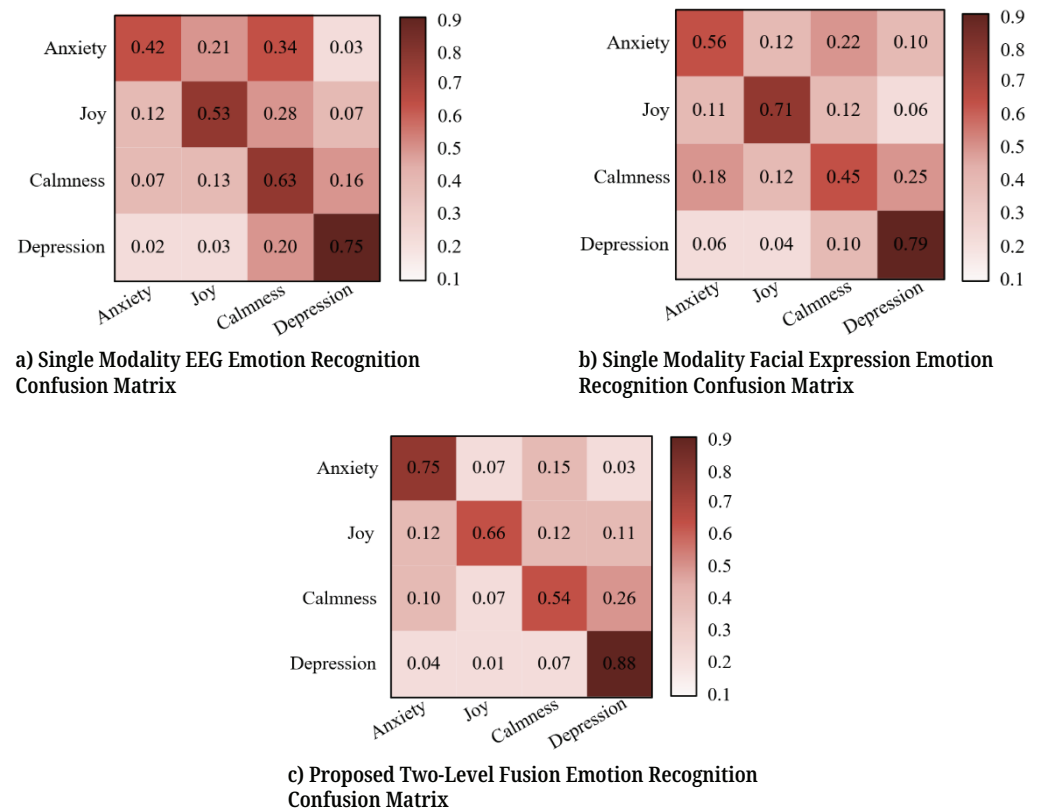 Anxiety 0.42 0.21 0.34 0.03
Joy 0.12 0.53 0.28 0.07
Calmness 0.07 0.13 0.63 0.16
Depression 0.02 0.03 0.20 0.75
Anxiety Joy Calmness Depression
0.9
0.8
0.7
0.6
0.5
0.4
0.3
0.2
0.1
a) Single Modality EEG Emotion Recognition
Confusion Matrix
Anxiety 0.56 0.12 0.22 0.10
Joy 0.11 0.71 0.12 0.06
Calmness 0.18 0.12 0.45 0.25
Depression 0.06 0.04 0.10 0.79
Anxiety Joy Calmness Depression
0.9
0.8
0.7
0.6
0.5
0.4
0.3
0.2
0.1
b) Single Modality Facial Expression Emotion
Recognition Confusion Matrix
Anxiety 0.75 0.07 0.15 0.03
Joy 0.12 0.66 0.12 0.11
Calmness 0.10 0.07 0.54 0.26
Depression 0.04 0.01 0.07 0.88
Anxiety Joy Calmness Depression
0.9
0.8
0.7
0.6
0.5
0.4
0.3
0.2
0.1
c) Proposed Two-Level Fusion Emotion Recognition
Confusion Matrix